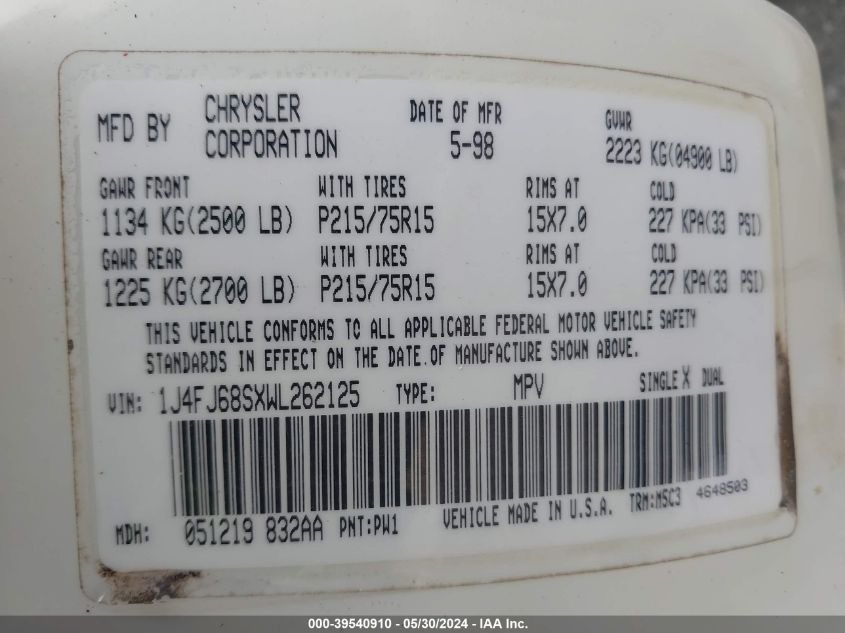 MFD BY CHRYSLER CORPORATION DATE OF MFR 5-98 GVWR 2223 KG(04900 LB)
GAWR FRONT WITH TIRES RIMS AT COLD
1134 KG(2500 LB) P215/75R15 15X7.0 227 KPA(33 PSI)
GAWR REAR WITH TIRES RIMS AT COLD
1225 KG(2700 LB) P215/75R15 15X7.0 227 KPA(33 PSI)
THIS VEHICLE CONFORMS TO ALL APPLICABLE FEDERAL MOTOR VEHICLE SAFETY
STANDARDS IN EFFECT ON THE DATE OF MANUFACTURE SHOWN ABOVE.
VIN: 1J4FJ68SXWL262125 TYPE: MPV SINGLE X DUAL
MDH: 051219 832AA PNT:PW1 VEHICLE MADE IN U.S.A. TRM:M5C3 4648503
000-39540910 - 05/30/2024 - IAA Inc.